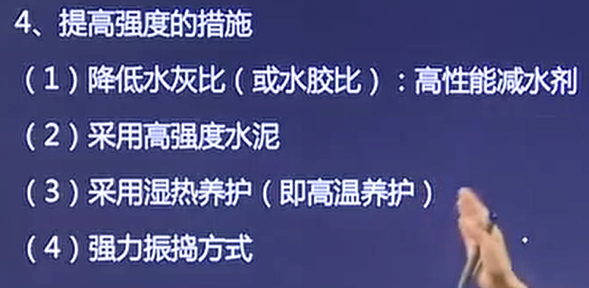 4、提高强度的措施
（1）降低水灰比（或水胶比）：高性能减水剂
（2）采用高强度水泥
（3）采用湿热养护（即高温养护）
（4）强力振捣方式